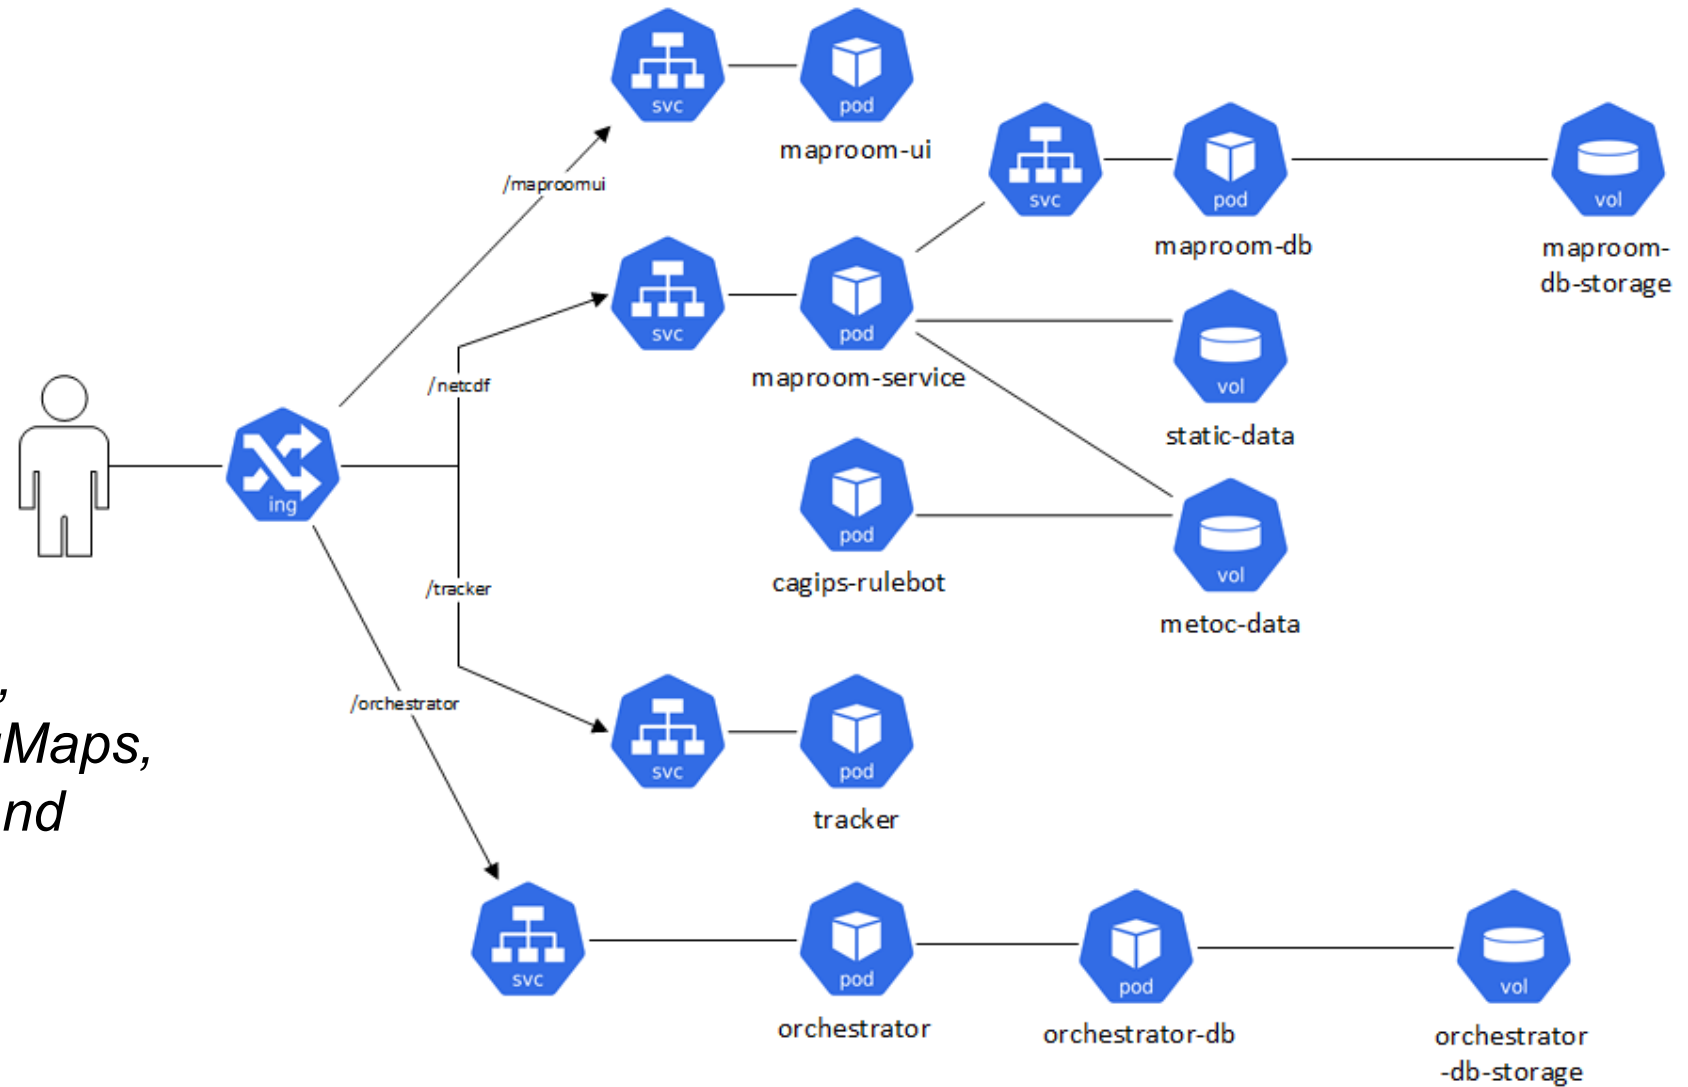 svc
pod
maproom-ui
/maproomui
svc
pod
maproom-db
vol
maproom-
db-storage
svc
pod
maproom-service
/netcdf
vol
static-data
ing
pod
cagips-rulebot
vol
metoc-data
/tracker
,
Maps,
nd
/orchestrator
svc
pod
tracker
svc
pod
orchestrator
pod
orchestrator-db
vol
orchestrator
-db-storage